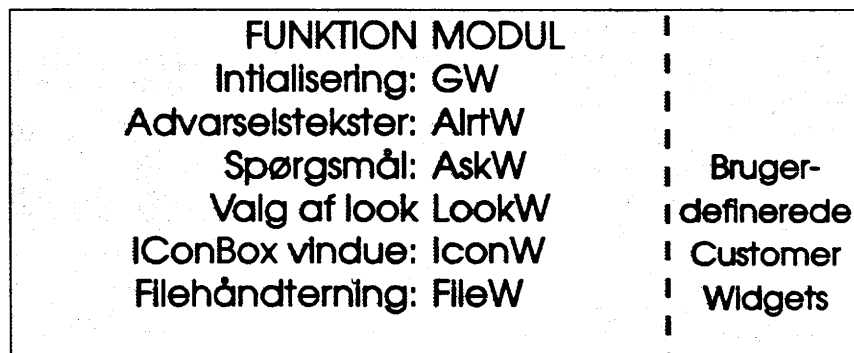 FUNKTION MODUL
Intialisering: GW
Advarselstekster: AlrtW
Spørgsmål: AskW
Valg af look LookW
IConBox vindue: IconW
Filehåndterning: FileW
Bruger-
definerede
Customer
Widgets